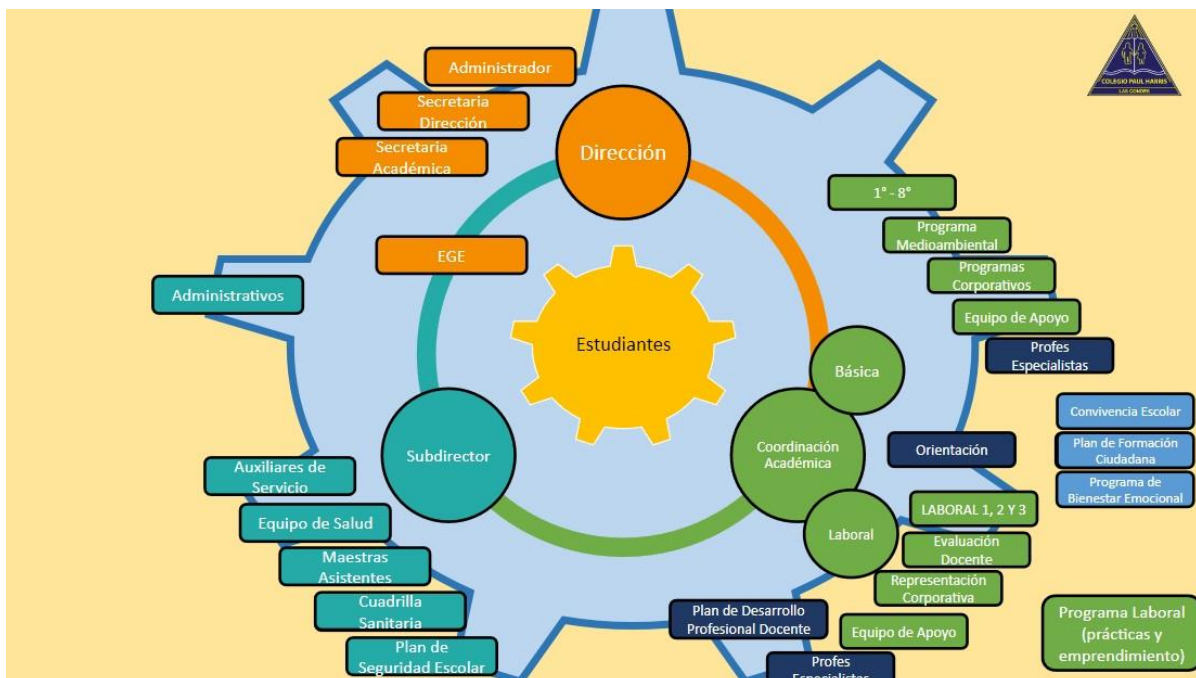 COLEGIO PAUL HARRIS
LAS CONDES
Administrador
Secretaria
Dirección
Secretaria
Académica
Dirección
EGE
Administrativos
Estudiantes
1° - 8°
Programa
Medioambiental
Programas
Corporativos
Equipo de Apoyo
Profes
Especialistas
Básica
Coordinación
Académica
Laboral
Subdirector
Orientación
Convivencia Escolar
Plan de Formación
Ciudadana
Programa de
Bienestar Emocional
Auxiliares de
Servicio
Equipo de Salud
Maestras
Asistentes
Cuadrilla
Sanitaria
Plan de
Seguridad Escolar
LABORAL 1, 2 Y 3
Evaluación
Docente
Representación
Corporativa
Plan de Desarrollo
Profesional Docente
Equipo de Apoyo
Profes
Especialistas
Programa Laboral
(prácticas y
emprendimiento)